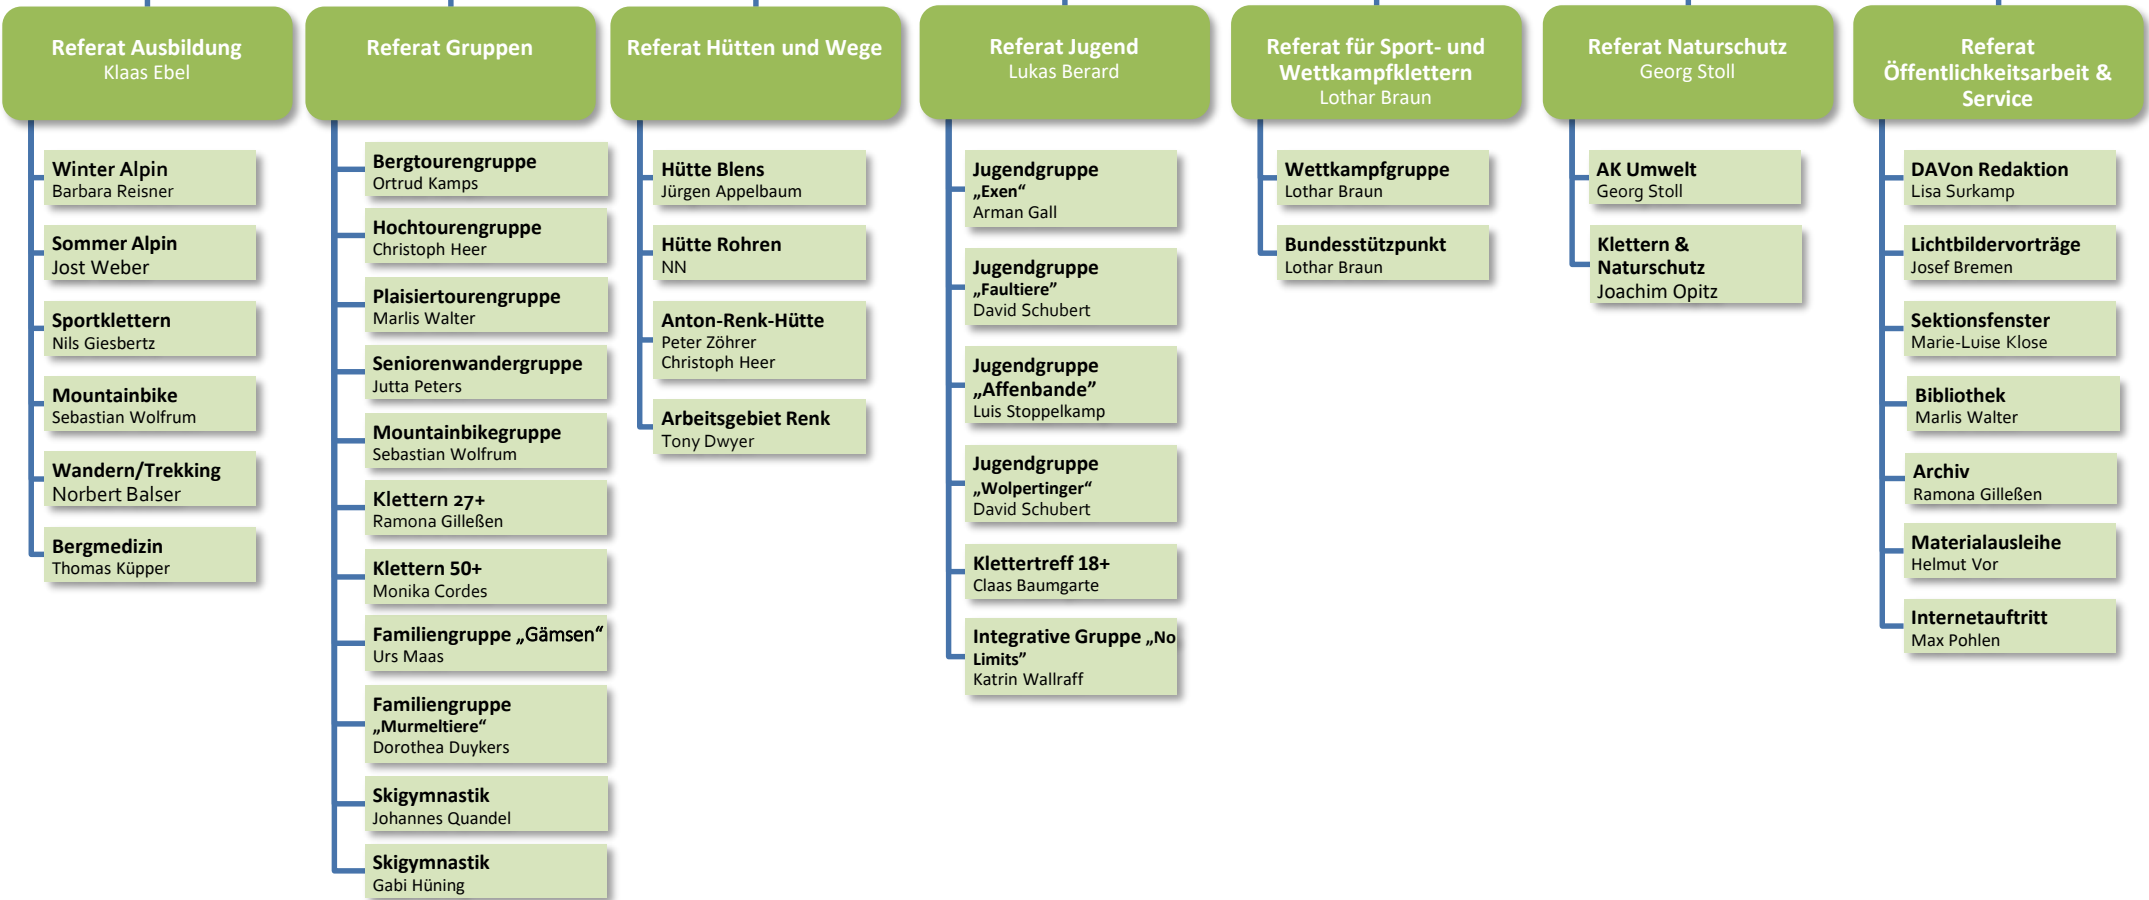 Referat Ausbildung
Klaas Ebel
Winter Alpin
Barbara Reisner
Sommer Alpin
Jost Weber
Sportklettern
Nils Giesbertz
Mountainbike
Sebastian Wolfrum
Wandern/Trekking
Norbert Balser
Bergmedizin
Thomas Küpper
Referat Gruppen
Bergtourengruppe
Ortrud Kamps
Hochtourengruppe
Christoph Heer
Plaisiertourengruppe
Marlis Walter
Seniorenwandergruppe
Jutta Peters
Mountainbikegruppe
Sebastian Wolfrum
Klettern 27+
Ramona Gilleßen
Klettern 50+
Monika Cordes
Familiengruppe „Gämsen“
Urs Maas
Familiengruppe
„Murmeltiere“
Dorothea Duykers
Skigymnastik
Johannes Quandel
Skigymnastik
Gabi Hüning
Referat Hütten und Wege
Hütte Blens
Jürgen Appelbaum
Hütte Rohren
NN
Anton-Renk-Hütte
Peter Zöhrer
Christoph Heer
Arbeitsgebiet Renk
Tony Dwyer
Referat Jugend
Lukas Berard
Jugendgruppe
„Exen“
Arman Gall
Jugendgruppe
„Faultiere”
David Schubert
Jugendgruppe
„Affenbande”
Luis Stoppelkamp
Jugendgruppe
„Wolpertinger“
David Schubert
Klettertreff 18+
Claas Baumgarte
Integrative Gruppe „No
Limits”
Katrin Wallraff
Referat für Sport- und
Wettkampfklettern
Lothar Braun
Wettkampfgruppe
Lothar Braun
Bundesstützpunkt
Lothar Braun
Referat Naturschutz
Georg Stoll
AK Umwelt
Georg Stoll
Klettern &
Naturschutz
Joachim Opitz
Referat
Öffentlichkeitsarbeit &
Service
DAVon Redaktion
Lisa Surkamp
Lichtbildervorträge
Josef Bremen
Sektionsfenster
Marie-Luise Klose
Bibliothek
Marlis Walter
Archiv
Ramona Gilleßen
Materialausleihe
Helmut Vor
Internetauftritt
Max Pohlen